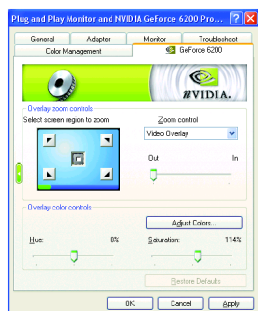 Plug and Play Monitor and NVIDIA GeForce 6200 Pro... ? X
General Adapter Monitor Troubleshoot
Color Management GeForce 6200
nVIDIA.
Overlay zoom controls
Select screen region to zoom
Zoom control
Video Overlay
Out In
Overlay color controls
Adjust Colors...
Hue: 0% Saturation: 114%
Restore Defaults
OK Cancel Apply